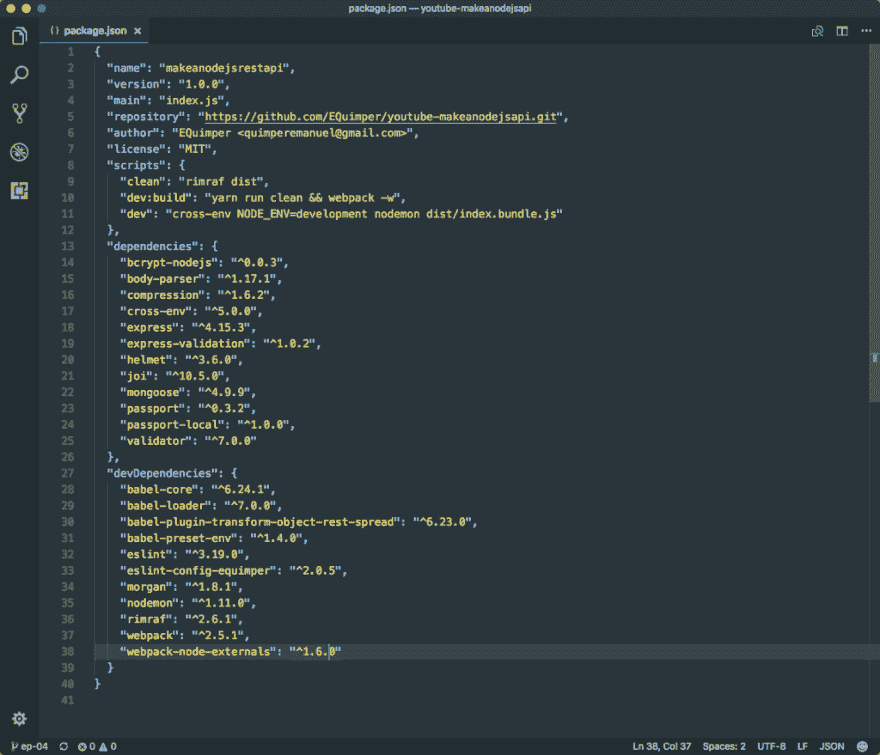 package.json — youtube-makeanodejsapi
{} package.json ×
1 {
2 "name": "makeanodejsrestapi",
3 "version": "1.0.0",
4 "main": "index.js",
5 "repository": "https://github.com/EQuimper/youtube-makeanodejsapi.git",
6 "author": "EQuimper <quimperemanuel@gmail.com>",
7 "license": "MIT",
8 "scripts": {
9 "clean": "rimraf dist",
10 "dev:build": "yarn run clean && webpack -w",
11 "dev": "cross-env NODE_ENV=development nodemon dist/index.bundle.js"
12 },
13 "dependencies": {
14 "bcrypt-nodejs": "^0.0.3",
15 "body-parser": "^1.17.1",
16 "compression": "^1.6.2",
17 "cross-env": "^5.0.0",
18 "express": "^4.15.3",
19 "express-validation": "^1.0.2",
20 "helmet": "^3.6.0",
21 "joi": "^10.5.0",
22 "mongoose": "^4.9.9",
23 "passport": "^0.3.2",
24 "passport-local": "^1.0.0",
25 "validator": "^7.0.0"
26 },
27 "devDependencies": {
28 "babel-core": "^6.24.1",
29 "babel-loader": "^7.0.0",
30 "babel-plugin-transform-object-rest-spread": "^6.23.0",
31 "babel-preset-env": "^1.4.0",
32 "eslint": "^3.19.0",
33 "eslint-config-equimper": "^2.0.5",
34 "morgan": "^1.8.1",
35 "nodemon": "^1.11.0",
36 "rimraf": "^2.6.1",
37 "webpack": "^2.5.1",
38 "webpack-node-externals": "^1.6.0"
39 }
40 }
41
ep-04 0 0 Ln 38, Col 37 Spaces: 2 UTF-8 LF JSON